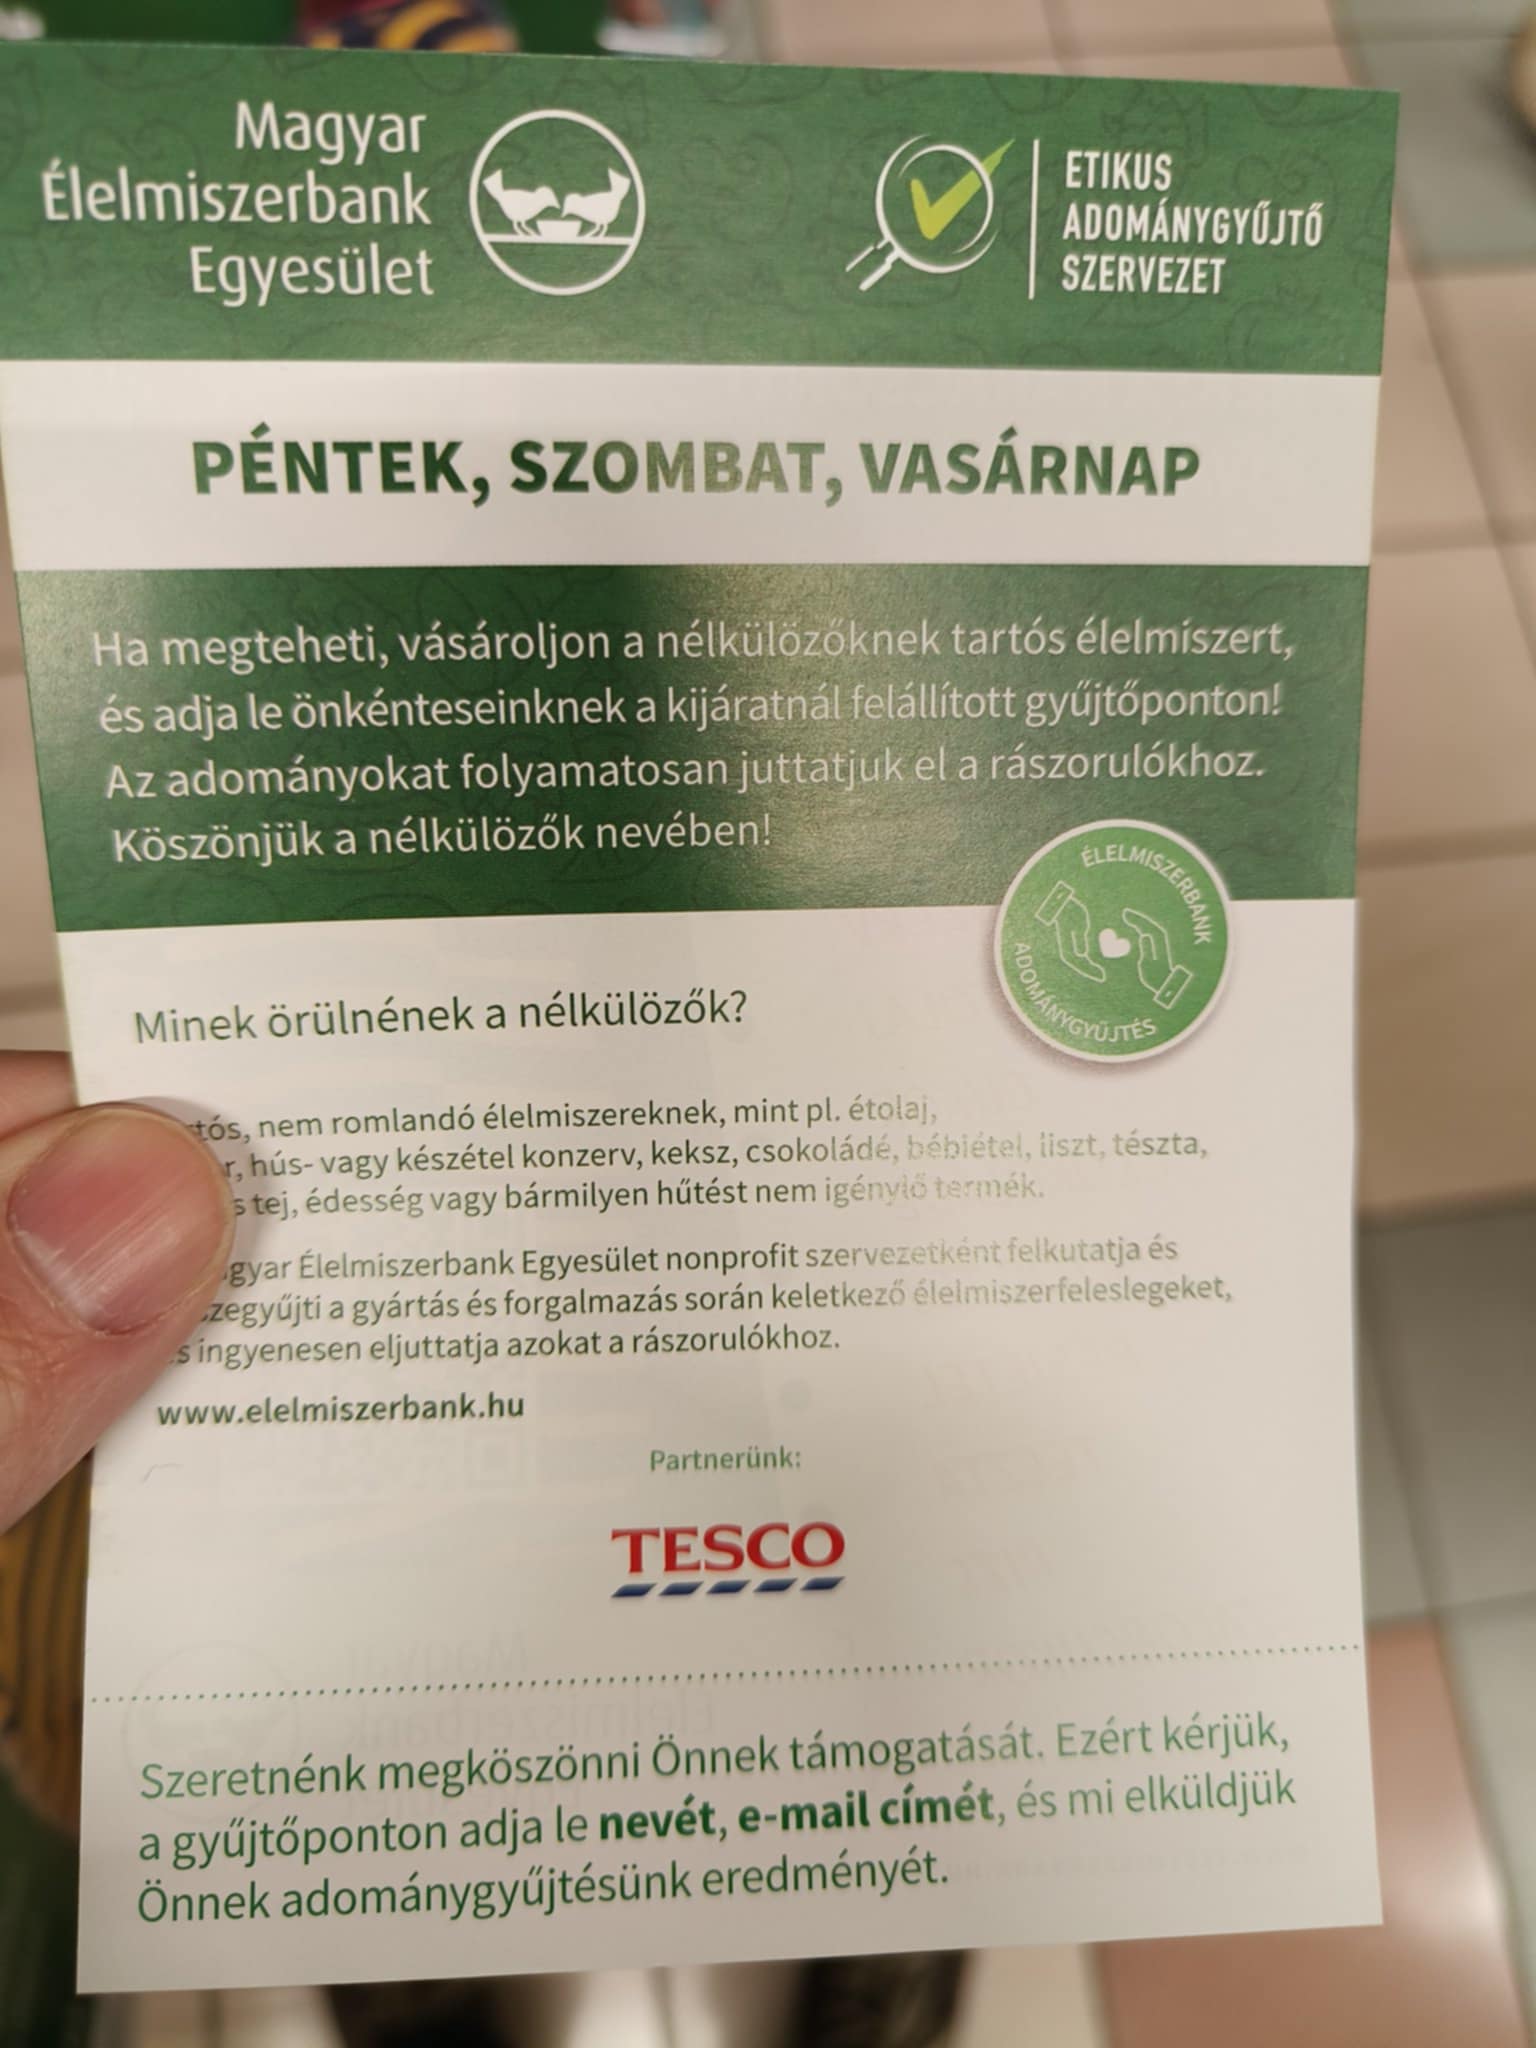 Magyar
Élelmiszerbank
Egyesület
ETIKUS
ADOMÁNYGYŰJTŐ
SZERVEZET
PÉNTEK, SZOMBAT, VASÁRNAP
Ha megteheti, vásároljon a nélkülözőknek tartós élelmiszert,
és adja le önkénteseinknek a kijáratnál felállított gyűjtőponton!
Az adományokat folyamatosan juttatjuk el a rászorulókhoz.
Köszönjük a nélkülözők nevében!
ÉLELMISZERBANK
ADOMÁNYGYŰJTÉS
Minek örülnének a nélkülözők?
nem romlandó élelmiszereknek, mint pl. étolaj,
hús- vagy készétel konzerv, keksz, csokoládé, bébiétel, liszt, tészta,
tej, édesség vagy bármilyen hűtést nem igénylő termék.
Élelmiszerbank Egyesület nonprofit szervezetként felkutatja és
a gyártás és forgalmazás során keletkező élelmiszerfeleslegeket,
ingyenesen eljuttatja azokat a rászorulókhoz.
www.elelmiszerbank.hu
Partnerünk:
TESCO
Szeretnénk megköszönni Önnek támogatását. Ezért kérjük,
a gyűjtőponton adja le nevét, e-mail címét, és mi elküldjük
Önnek adománygyűjtésünk eredményét.